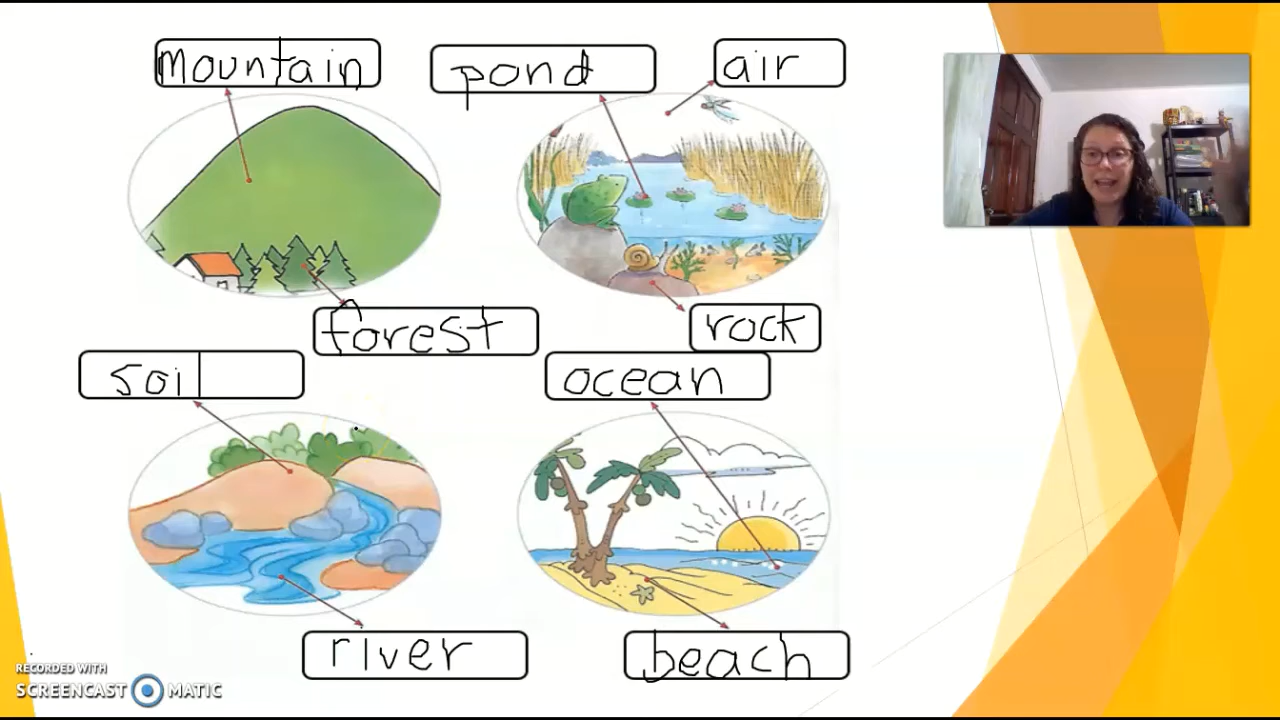 mountain
pond
air
forest
rock
soil
ocean
river
beach
RECORDED WITH
SCREENCAST MATIC